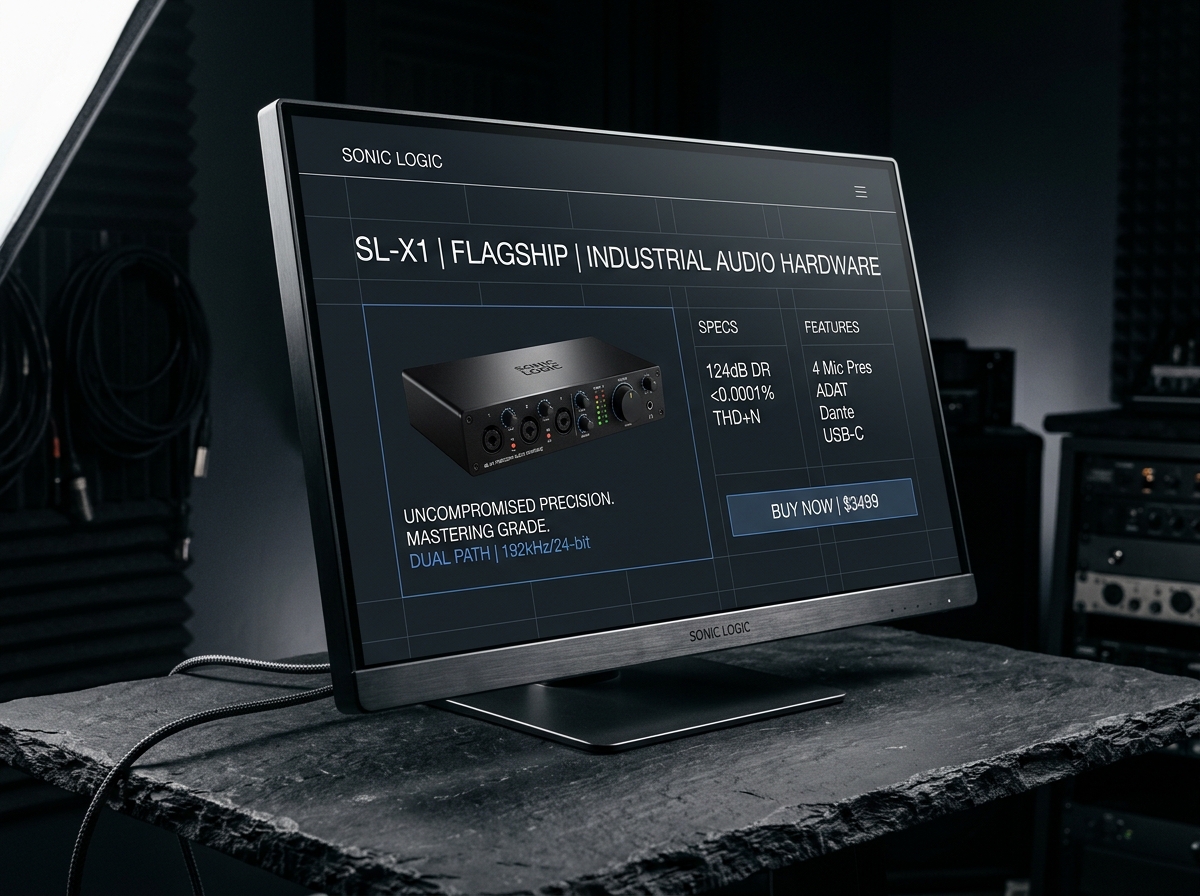 SONIC LOGIC
SL-X1 | FLAGSHIP | INDUSTRIAL AUDIO HARDWARE
SONIC
LOGIC
UNCOMPROMISED PRECISION.
MASTERING GRADE.
DUAL PATH | 192kHz/24-bit
SPECS
124dB DR
<0.0001%
THD+N
FEATURES
4 Mic Pres
ADAT
Dante
USB-C
BUY NOW | $3499
SONIC LOGIC